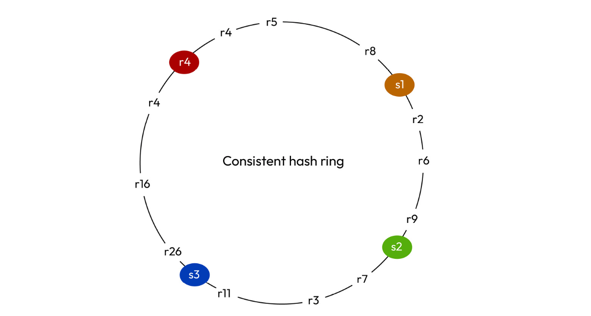 r5
r4
r8
r4
s1
r4
r2
Consistent hash ring
r6
r16
r9
s2
r26
s3
r7
r11
r3